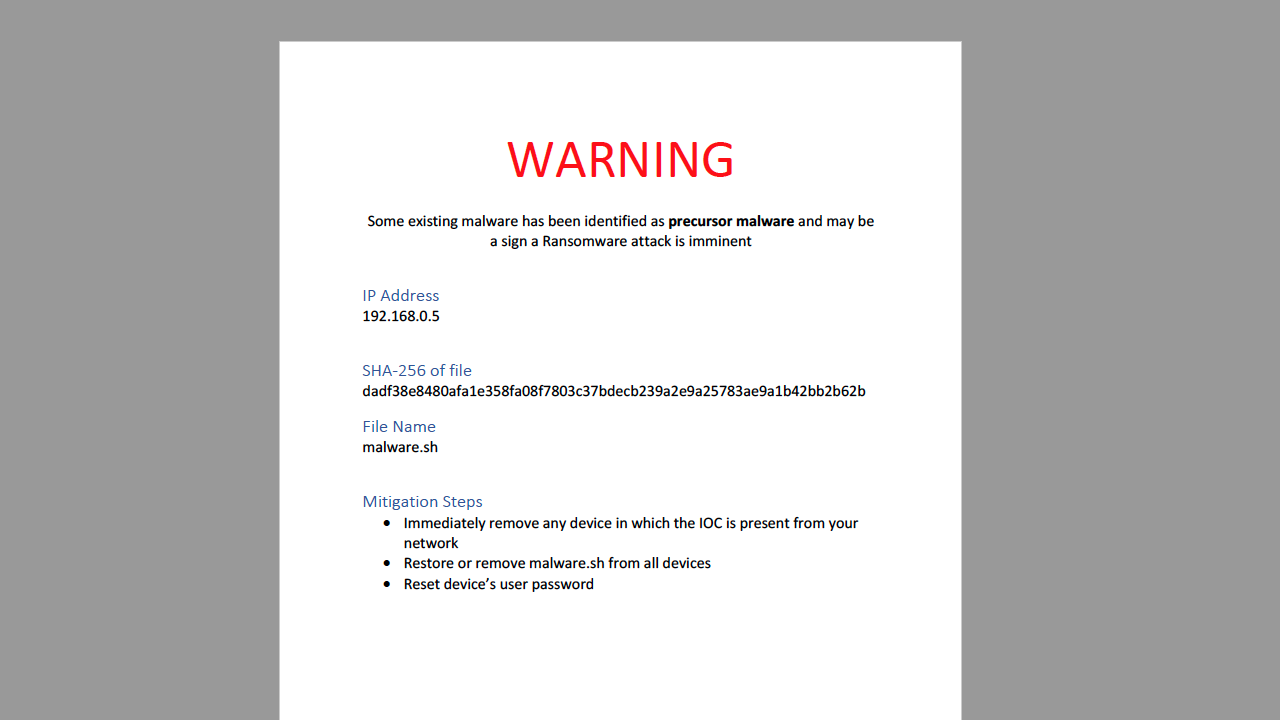 WARNING
Some existing malware has been identified as precursor malware and may be
a sign a Ransomware attack is imminent
IP Address
192.168.0.5
SHA-256 of file
dadf38e8480afa1e358fa08f7803c37bdecb239a2e9a25783ae9a1b42bb2b62b
File Name
malware.sh
Mitigation Steps
• Immediately remove any device in which the IOC is present from your
network
• Restore or remove malware.sh from all devices
• Reset device’s user password